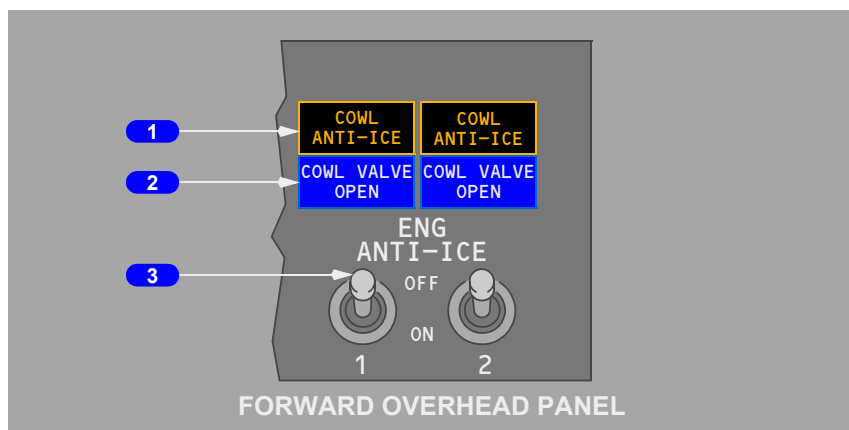 1
COWL
ANTI-ICE
COWL
ANTI-ICE
2
COWL VALVE
OPEN
COWL VALVE
OPEN
ENG
ANTI-ICE
3
OFF
ON
1
2
FORWARD OVERHEAD PANEL